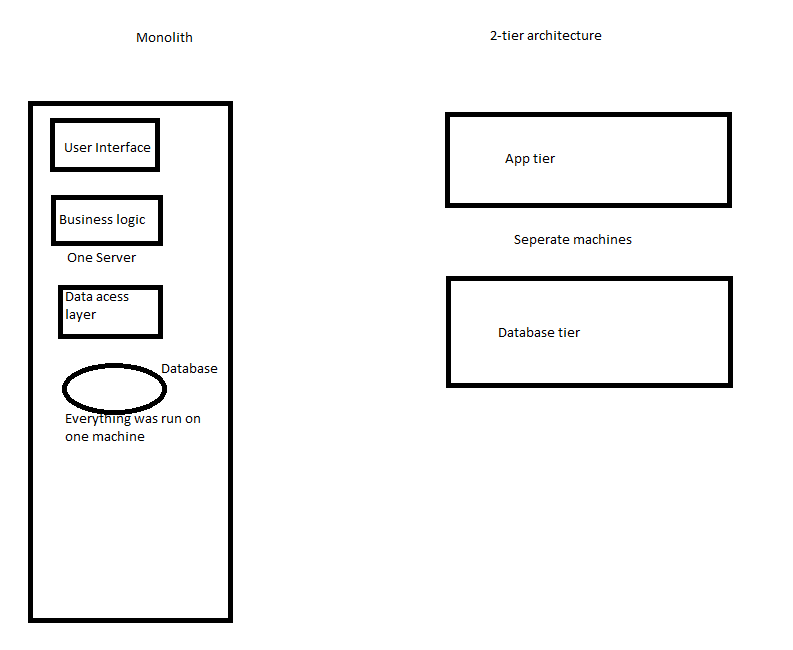 Monolith
2-tier architecture
User Interface
Business logic
One Server
Data acess
layer
Database
Everything was run on
one machine
App tier
Seperate machines
Database tier